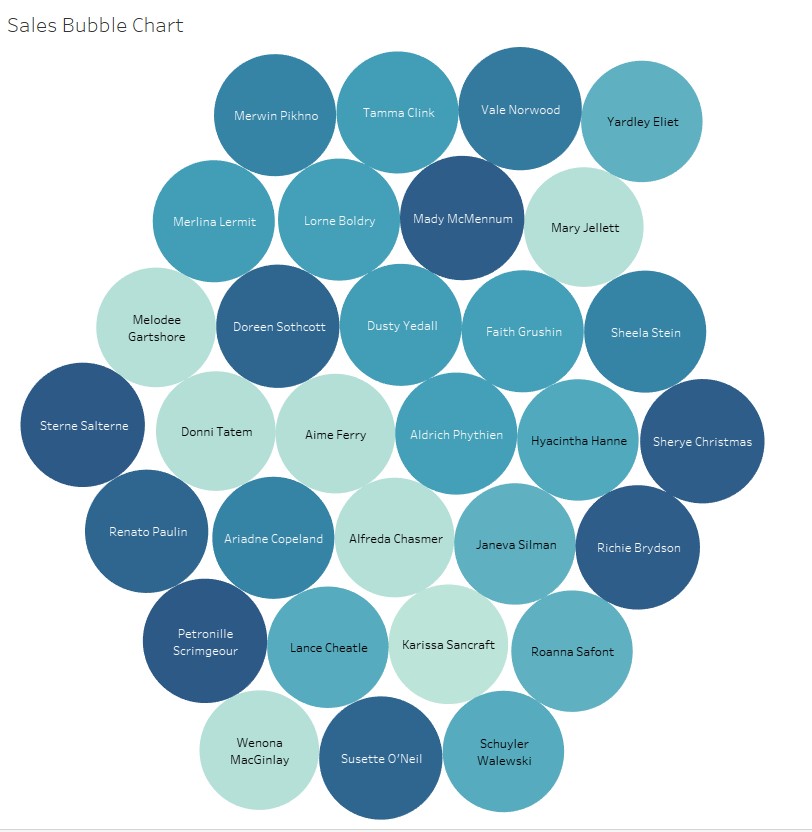 Sales Bubble Chart
Merwin Pikhno
Tamma Clink
Vale Norwood
Yardley Eliet
Merlina Lermit
Lorne Boldry
Mady McMennum
Mary Jellett
Melodee
Gartshore
Doreen Sothcott
Dusty Yedall
Faith Grushin
Sheela Stein
Sterne Salterne
Donni Tatem
Aime Ferry
Aldrich Phythien
Hyacintha Hanne
Sherye Christmas
Renato Paulin
Ariadne Copeland
Alfreda Chasmer
Janeva Silman
Richie Brydson
Petronille
Scrimgeour
Lance Cheatle
Karissa Sancraft
Roanna Safont
Wenona
MacGinlay
Susette O'Neil
Schuyler
Walewski